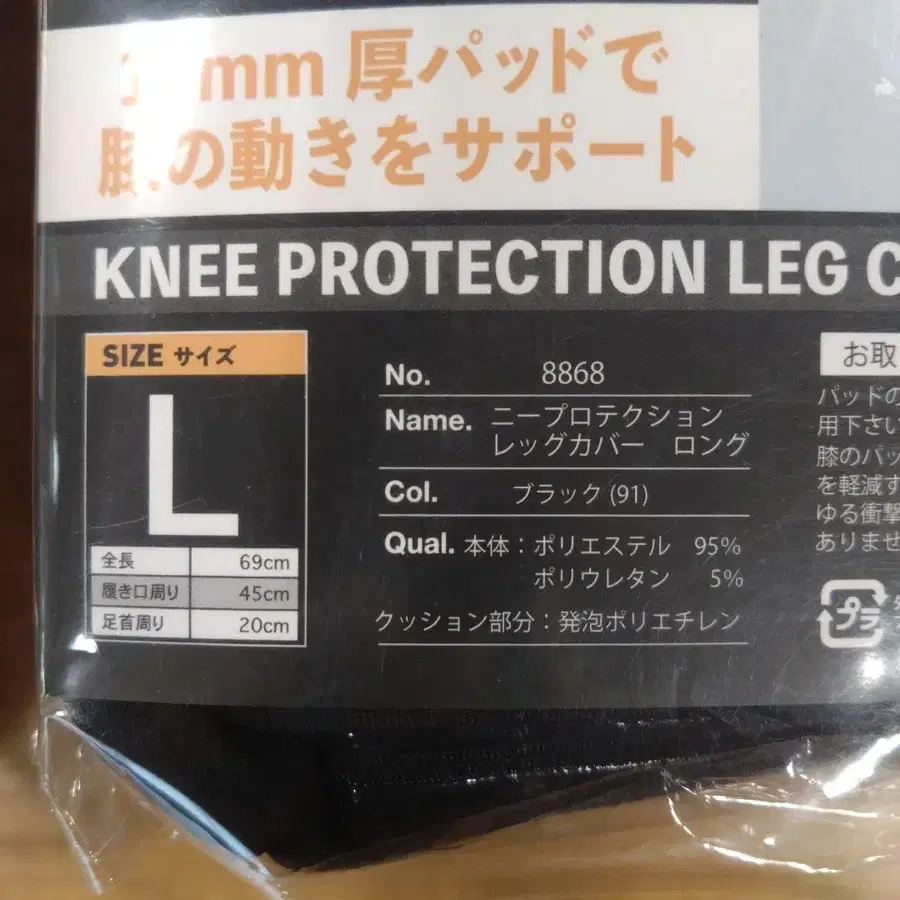 mm 厚パッドで
の動きをサポート
KNEE PROTECTION LEG C
SIZE サイズ
L
全長 69cm
履き口周り 45cm
足首周り 20cm
No. 8868
Name. ニープロテクション
レッグカバー ロング
Col. ブラック (91)
Qual. 本体：ポリエステル 95%
ポリウレタン 5%
クッション部分：発泡ポリエチレン
お取
パッドの
用下さい
膝のパッ
を軽減す
ゆる衝撃
ありませ
プラ